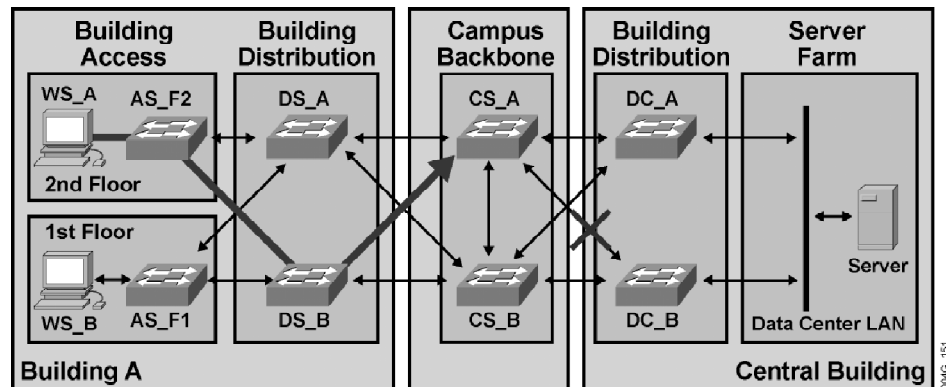 Building
Access
Building
Distribution
Campus
Backbone
Building
Distribution
Server
Farm
WS_A
AS_F2
DS_A
CS_A
DC_A
2nd Floor
1st Floor
WS_B
AS_F1
DS_B
CS_B
DC_B
Server
Data Center LAN
Building A
Central Building